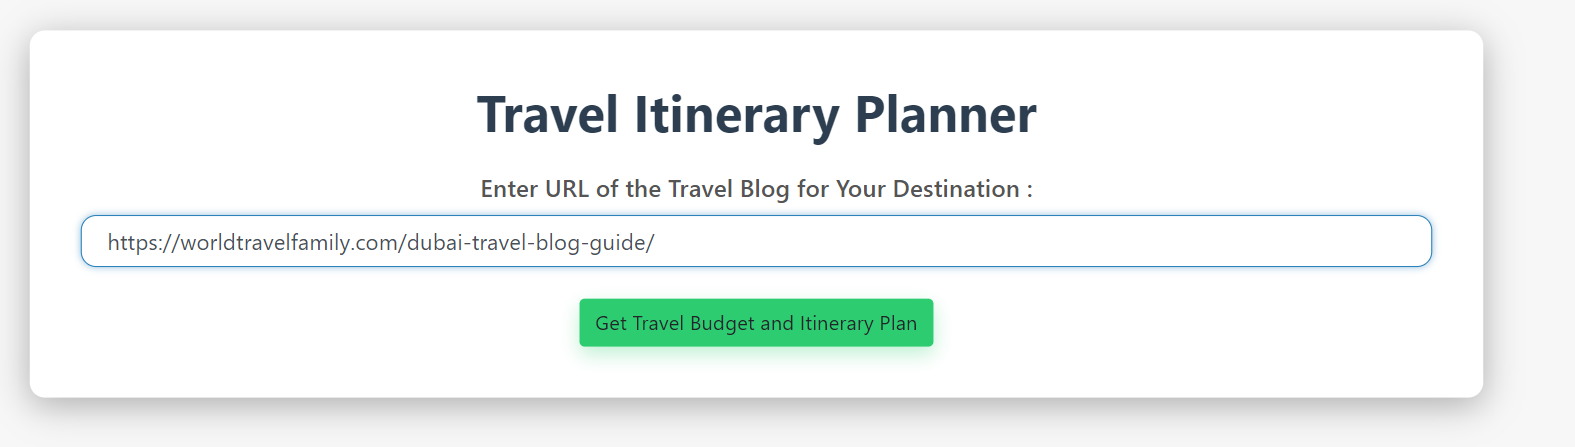 Travel Itinerary Planner
Enter URL of the Travel Blog for Your Destination :
https://worldtravelfamily.com/dubai-travel-blog-guide/
Get Travel Budget and Itinerary Plan